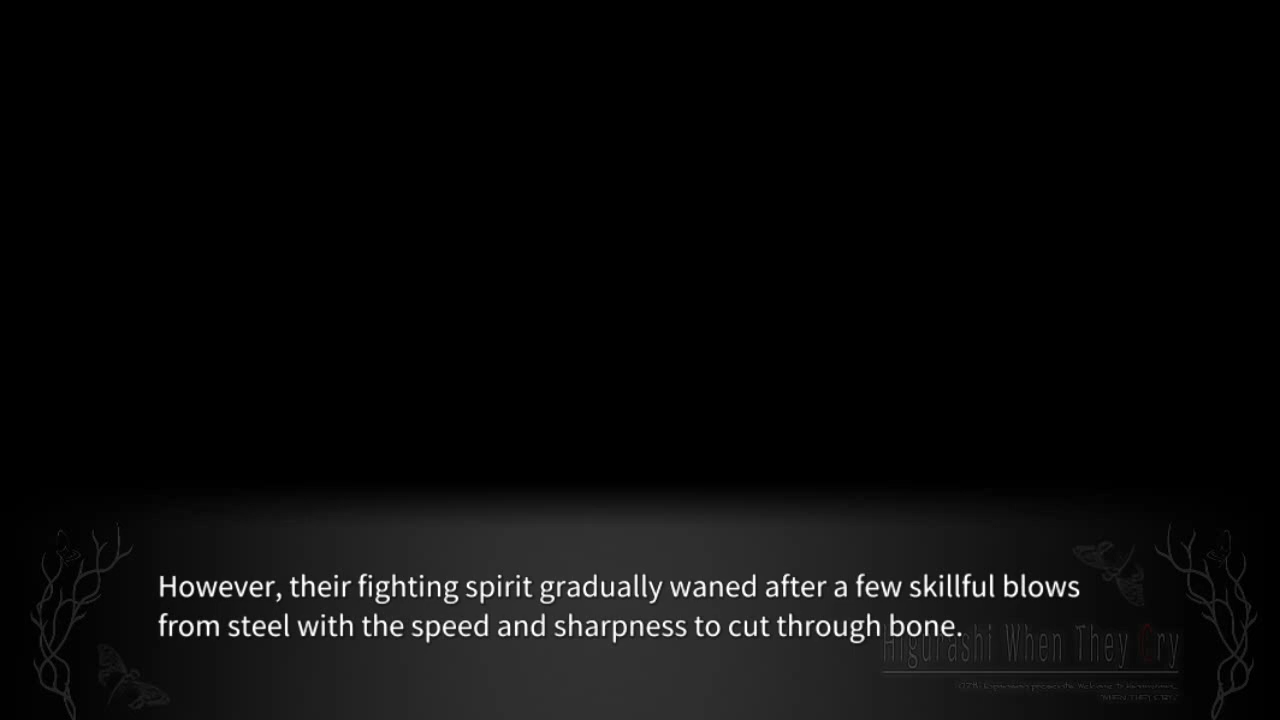 However, their fighting spirit gradually waned after a few skillful blows
from steel with the speed and sharpness to cut through bone.
Higurashi When They Cry